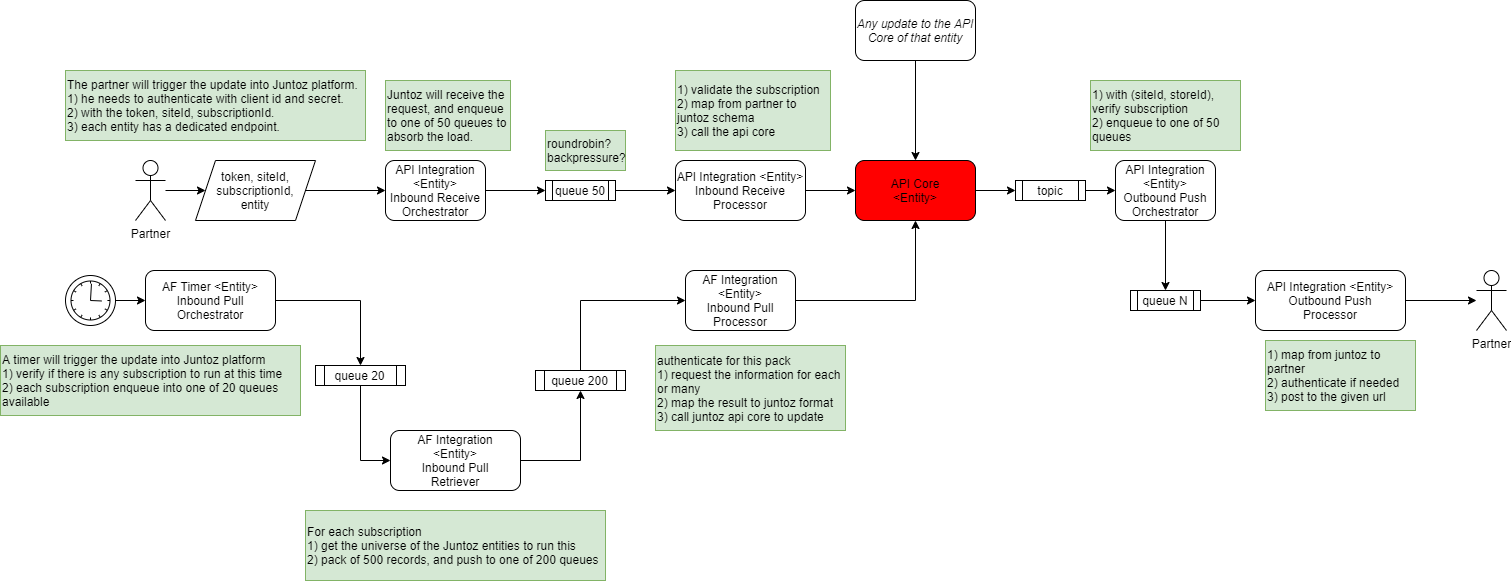 Any update to the API
Core of that entity
The partner will trigger the update into Juntoz platform.
1) he needs to authenticate with client id and secret.
2) with the token, siteId, subscriptionId.
3) each entity has a dedicated endpoint.
Juntoz will receive the
request, and enqueue
to one of 50 queues to
absorb the load.
roundrobin?
backpressure?
1) validate the subscription
2) map from partner to
juntoz schema
3) call the api core
1) with (siteId, storeId),
verify subscription
2) enqueue to one of 50
queues
Partner
token, siteId,
subscriptionId,
entity
API Integration
<Entity>
Inbound Receive
Orchestrator
queue 50
API Integration <Entity>
Inbound Receive
Processor
API Core
<Entity>
topic
API Integration
<Entity>
Outbound Push
Orchestrator
AF Timer <Entity>
Inbound Pull
Orchestrator
AF Integration
<Entity>
Inbound Pull
Processor
queue N
API Integration <Entity>
Outbound Push
Processor
Partner
A timer will trigger the update into Juntoz platform
1) verify if there is any subscription to run at this time
2) each subscription enqueue into one of 20 queues
available
queue 20
queue 200
authenticate for this pack
1) request the information for each
or many
2) map the result to juntoz format
3) call juntoz api core to update
1) map from juntoz to
partner
2) authenticate if needed
3) post to the given url
AF Integration
<Entity>
Inbound Pull
Retriever
For each subscription
1) get the universe of the Juntoz entities to run this
2) pack of 500 records, and push to one of 200 queues